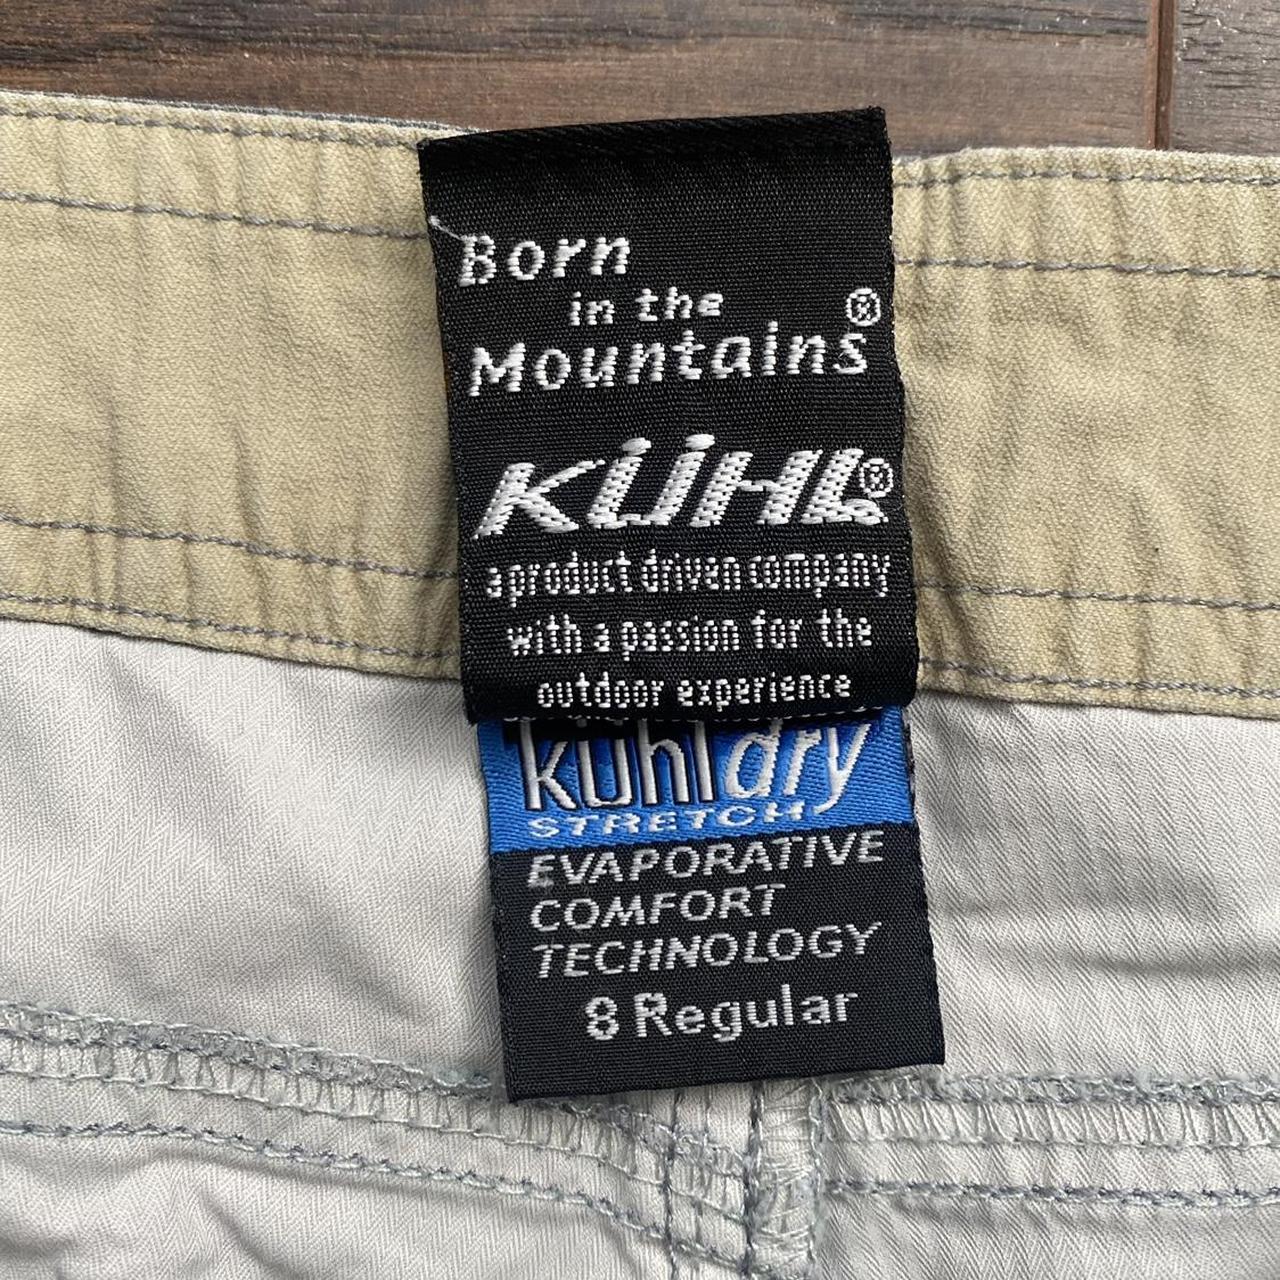 Born
in the
Mountains®
KÜHL®
a product driven company
with a passion for the
outdoor experience
kühldry
STRETCH
EVAPORATIVE
COMFORT
TECHNOLOGY
8 Regular